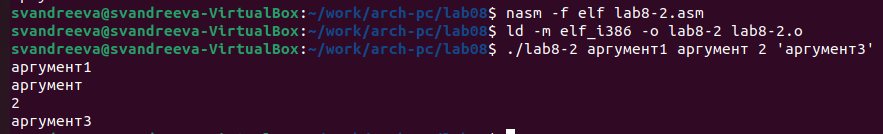 svandreeva@svandreeva-VirtualBox:~/work/arch-pc/lab08$ nasm -f elf lab8-2.asm
svandreeva@svandreeva-VirtualBox:~/work/arch-pc/lab08$ ld -m elf_i386 -o lab8-2 lab8-2.o
svandreeva@svandreeva-VirtualBox:~/work/arch-pc/lab08$ ./lab8-2 аргумент1 аргумент 2 'аргумент3'
аргумент1
аргумент
2
аргумент3